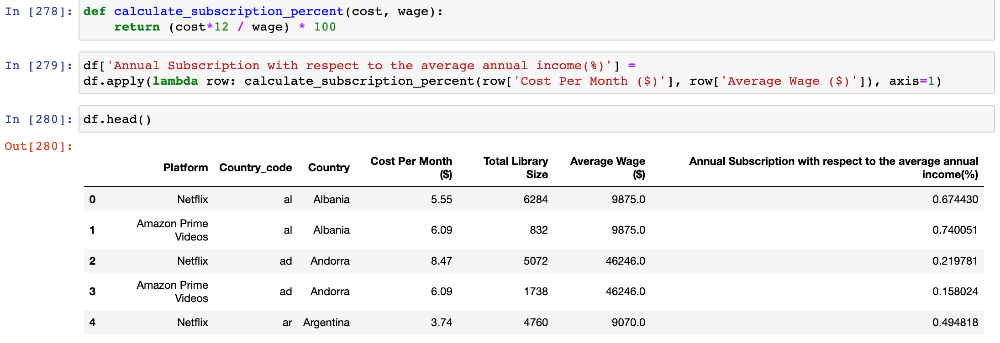 In [278]: def calculate_subscription_percent(cost, wage):
    return (cost*12 / wage) * 100
In [279]: df['Annual Subscription with respect to the average annual income(%)'] =
df.apply(lambda row: calculate_subscription_percent(row['Cost Per Month ($)'], row['Average Wage ($)']), axis=1)
In [280]: df.head()
Out[280]:
Platform Country_code Country Cost Per Month ($) Total Library Size Average Wage ($) Annual Subscription with respect to the average annual income(%)
0 Netflix al Albania 5.55 6284 9875.0 0.674430
1 Amazon Prime Videos al Albania 6.09 832 9875.0 0.740051
2 Netflix ad Andorra 8.47 5072 46246.0 0.219781
3 Amazon Prime Videos ad Andorra 6.09 1738 46246.0 0.158024
4 Netflix ar Argentina 3.74 4760 9070.0 0.494818